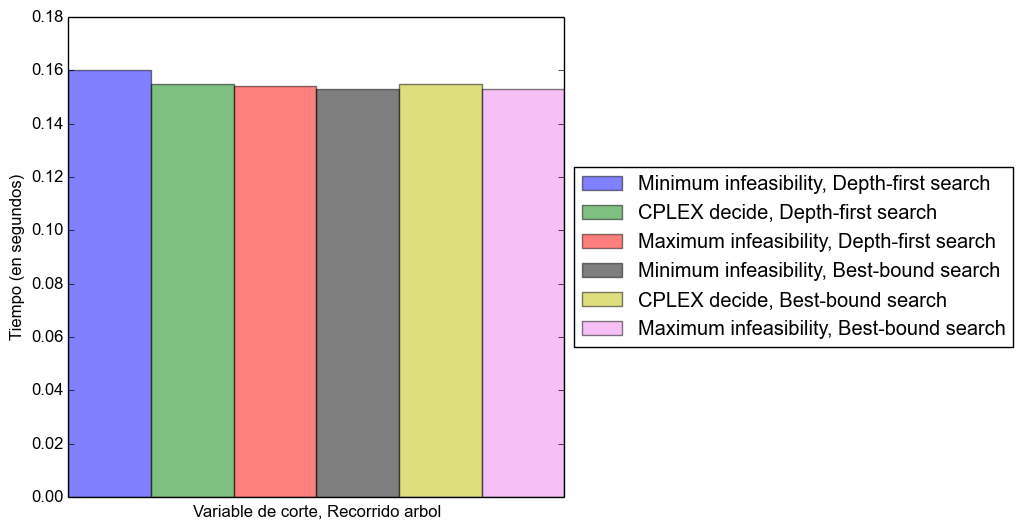 0.18
0.16
0.14
0.12
0.10
0.08
0.06
0.04
0.02
0.00
Tiempo (en segundos)
Variable de corte, Recorrido arbol
Minimum infeasibility, Depth-first search
CPLEX decide, Depth-first search
Maximum infeasibility, Depth-first search
Minimum infeasibility, Best-bound search
CPLEX decide, Best-bound search
Maximum infeasibility, Best-bound search